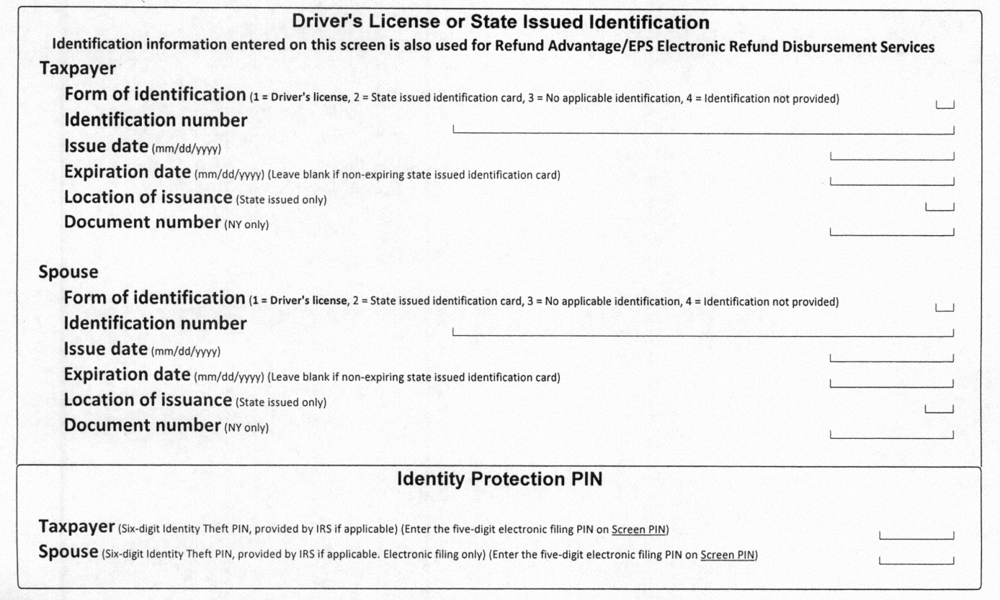 Driver's License or State Issued Identification
Identification information entered on this screen is also used for Refund Advantage/EPS Electronic Refund Disbursement Services
Taxpayer
Form of identification (1 = Driver's license, 2 = State issued identification card, 3 = No applicable identification, 4 = Identification not provided)
Identification number
Issue date (mm/dd/yyyy)
Expiration date (mm/dd/yyyy) (Leave blank if non-expiring state issued identification card)
Location of issuance (State issued only)
Document number (NY only)
Spouse
Form of identification (1 = Driver's license, 2 = State issued identification card, 3 = No applicable identification, 4 = Identification not provided)
Identification number
Issue date (mm/dd/yyyy)
Expiration date (mm/dd/yyyy) (Leave blank if non-expiring state issued identification card)
Location of issuance (State issued only)
Document number (NY only)
Identity Protection PIN
Taxpayer (Six-digit Identity Theft PIN, provided by IRS if applicable) (Enter the five-digit electronic filing PIN on Screen PIN)
Spouse (Six-digit Identity Theft PIN, provided by IRS if applicable. Electronic filing only) (Enter the five-digit electronic filing PIN on Screen PIN)